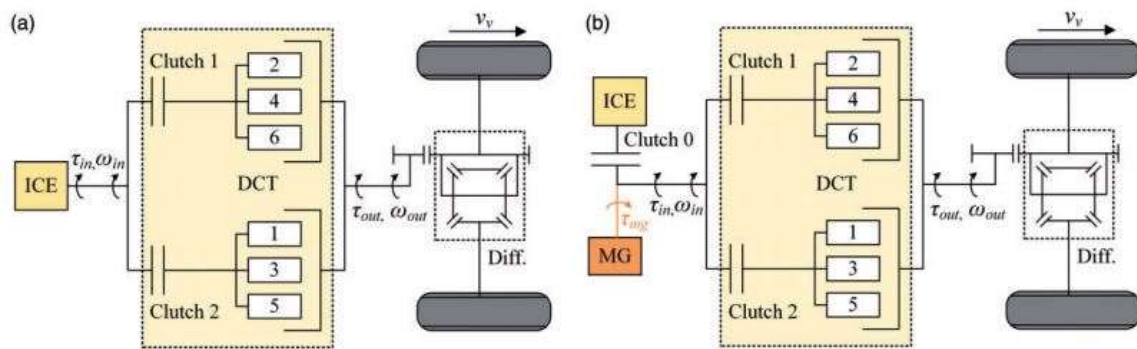 (a)
v_v
Clutch 1
2
4
6
τ_in,ω_in
ICE
DCT
τ_out, ω_out
1
3
5
Clutch 2
Diff.
(b)
v_v
Clutch 1
2
4
6
ICE
Clutch 0
τ_in,ω_in
τ_mg
MG
DCT
τ_out, ω_out
1
3
5
Clutch 2
Diff.